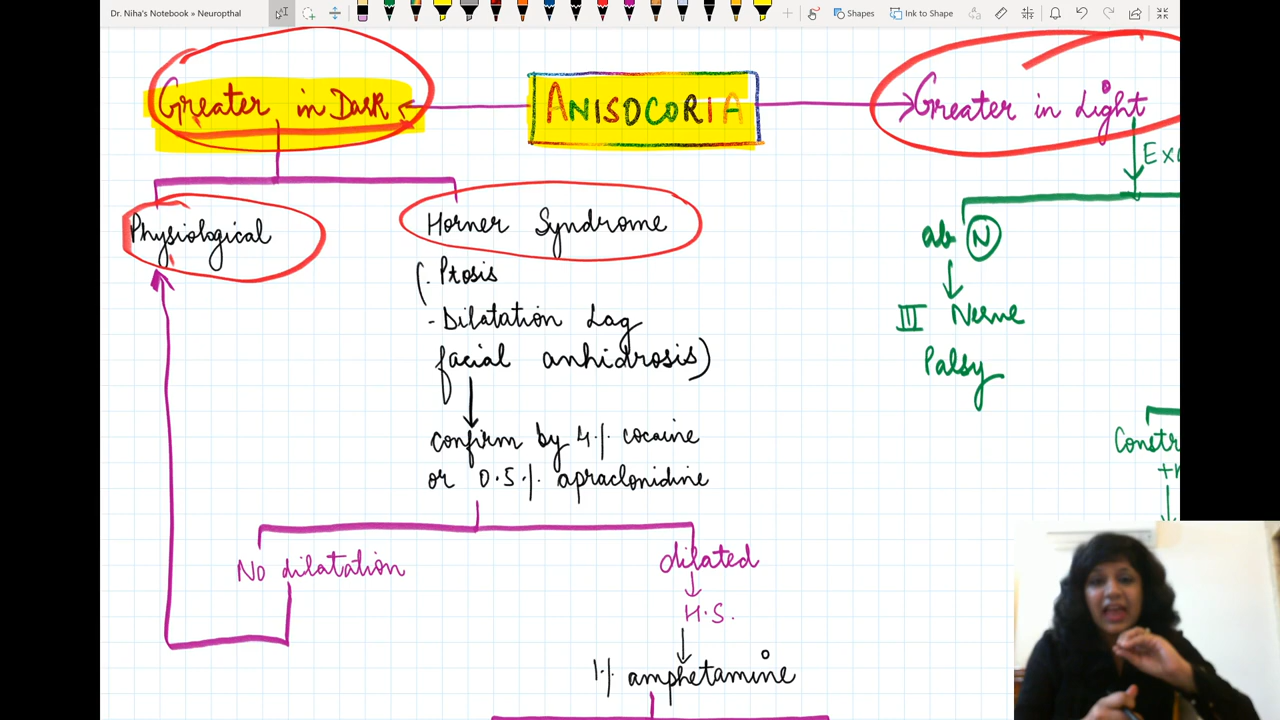 Dr. Niha's Notebook » Neuropthal
Shapes
Ink to Shape
Greater in Dark
ANISOCORIA
Greater in Light
Physiological
Horner Syndrome
(. Ptosis
- Dilatation Lag
facial anhidrosis)
confirm by 4% cocaine
or 0.5% apraclonidine
No dilatation
dilated
H.S.
1% amphetamine
ab N
III Nerve
Palsy
Constr